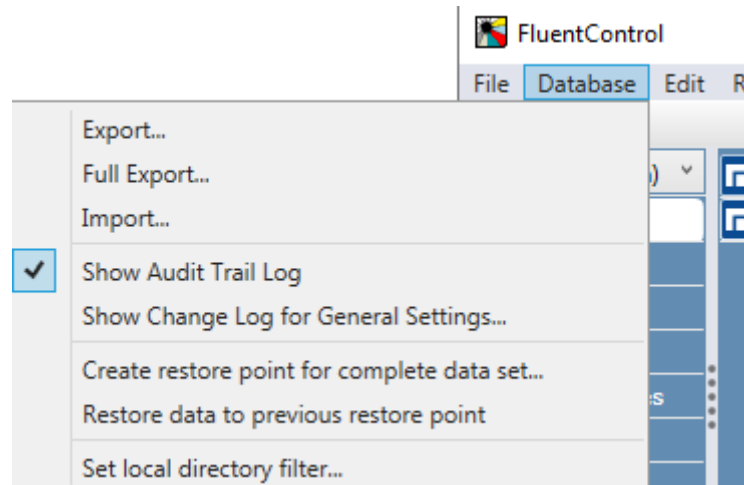 FluentControl
File Database Edit R
Export...
Full Export...
Import...
Show Audit Trail Log
Show Change Log for General Settings...
Create restore point for complete data set...
Restore data to previous restore point
Set local directory filter...